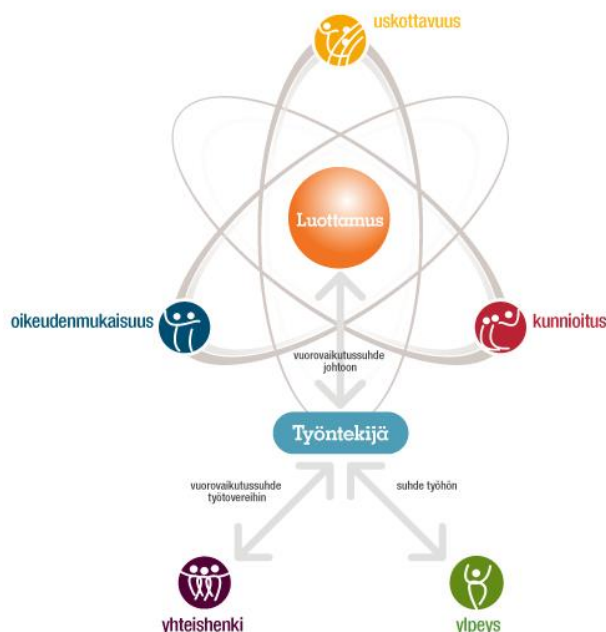 uskottavuus
Luottamus
oikeudenmukaisuus
kunnioitus
vuorovaikutussuhde
johtoon
Työntekijä
vuorovaikutussuhde
työtovereihin
suhde työhön
yhteishenki
ylpeys